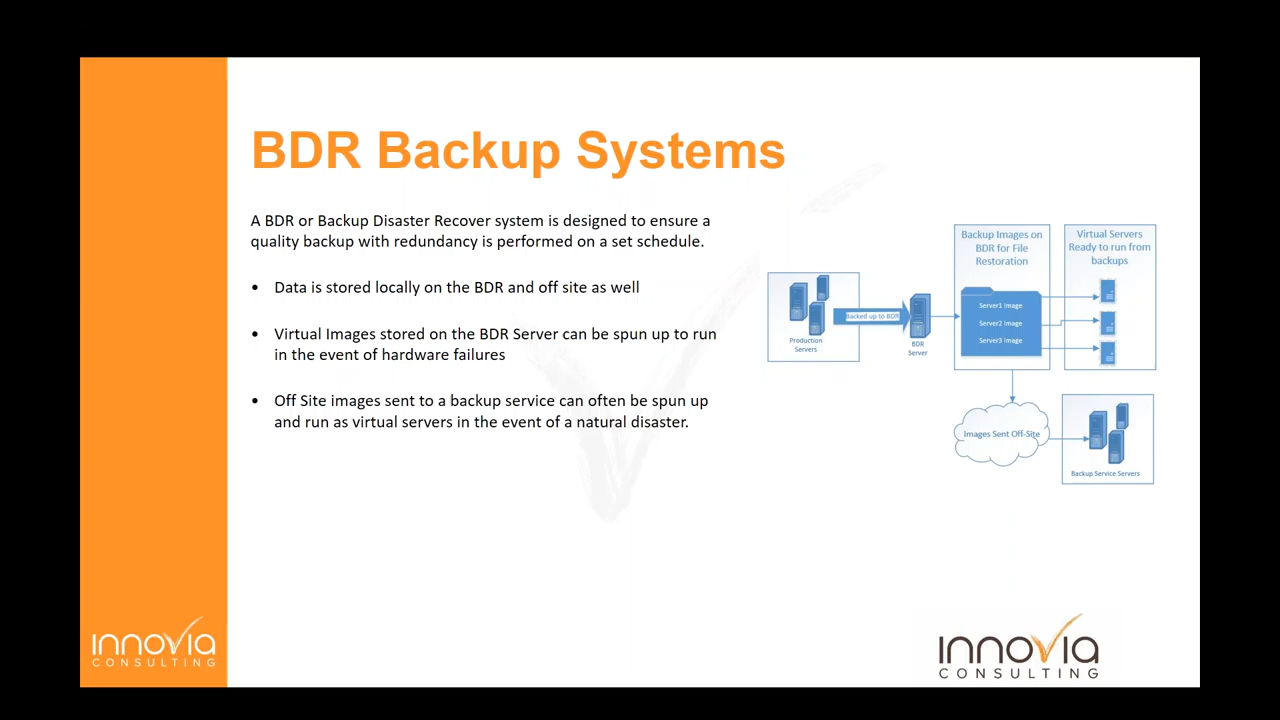 BDR Backup Systems
A BDR or Backup Disaster Recover system is designed to ensure a
quality backup with redundancy is performed on a set schedule.
• Data is stored locally on the BDR and off site as well
• Virtual Images stored on the BDR Server can be spun up to run
in the event of hardware failures
• Off Site images sent to a backup service can often be spun up
and run as virtual servers in the event of a natural disaster.
Production
Servers
Backed up to BDR
BDR
Server
Backup Images on
BDR for File
Restoration
Server1 Image
Server2 Image
Server3 Image
Virtual Servers
Ready to run from
backups
Images Sent Off-Site
Backup Service Servers
INNOVIA
CONSULTING
INNOVIA
CONSULTING